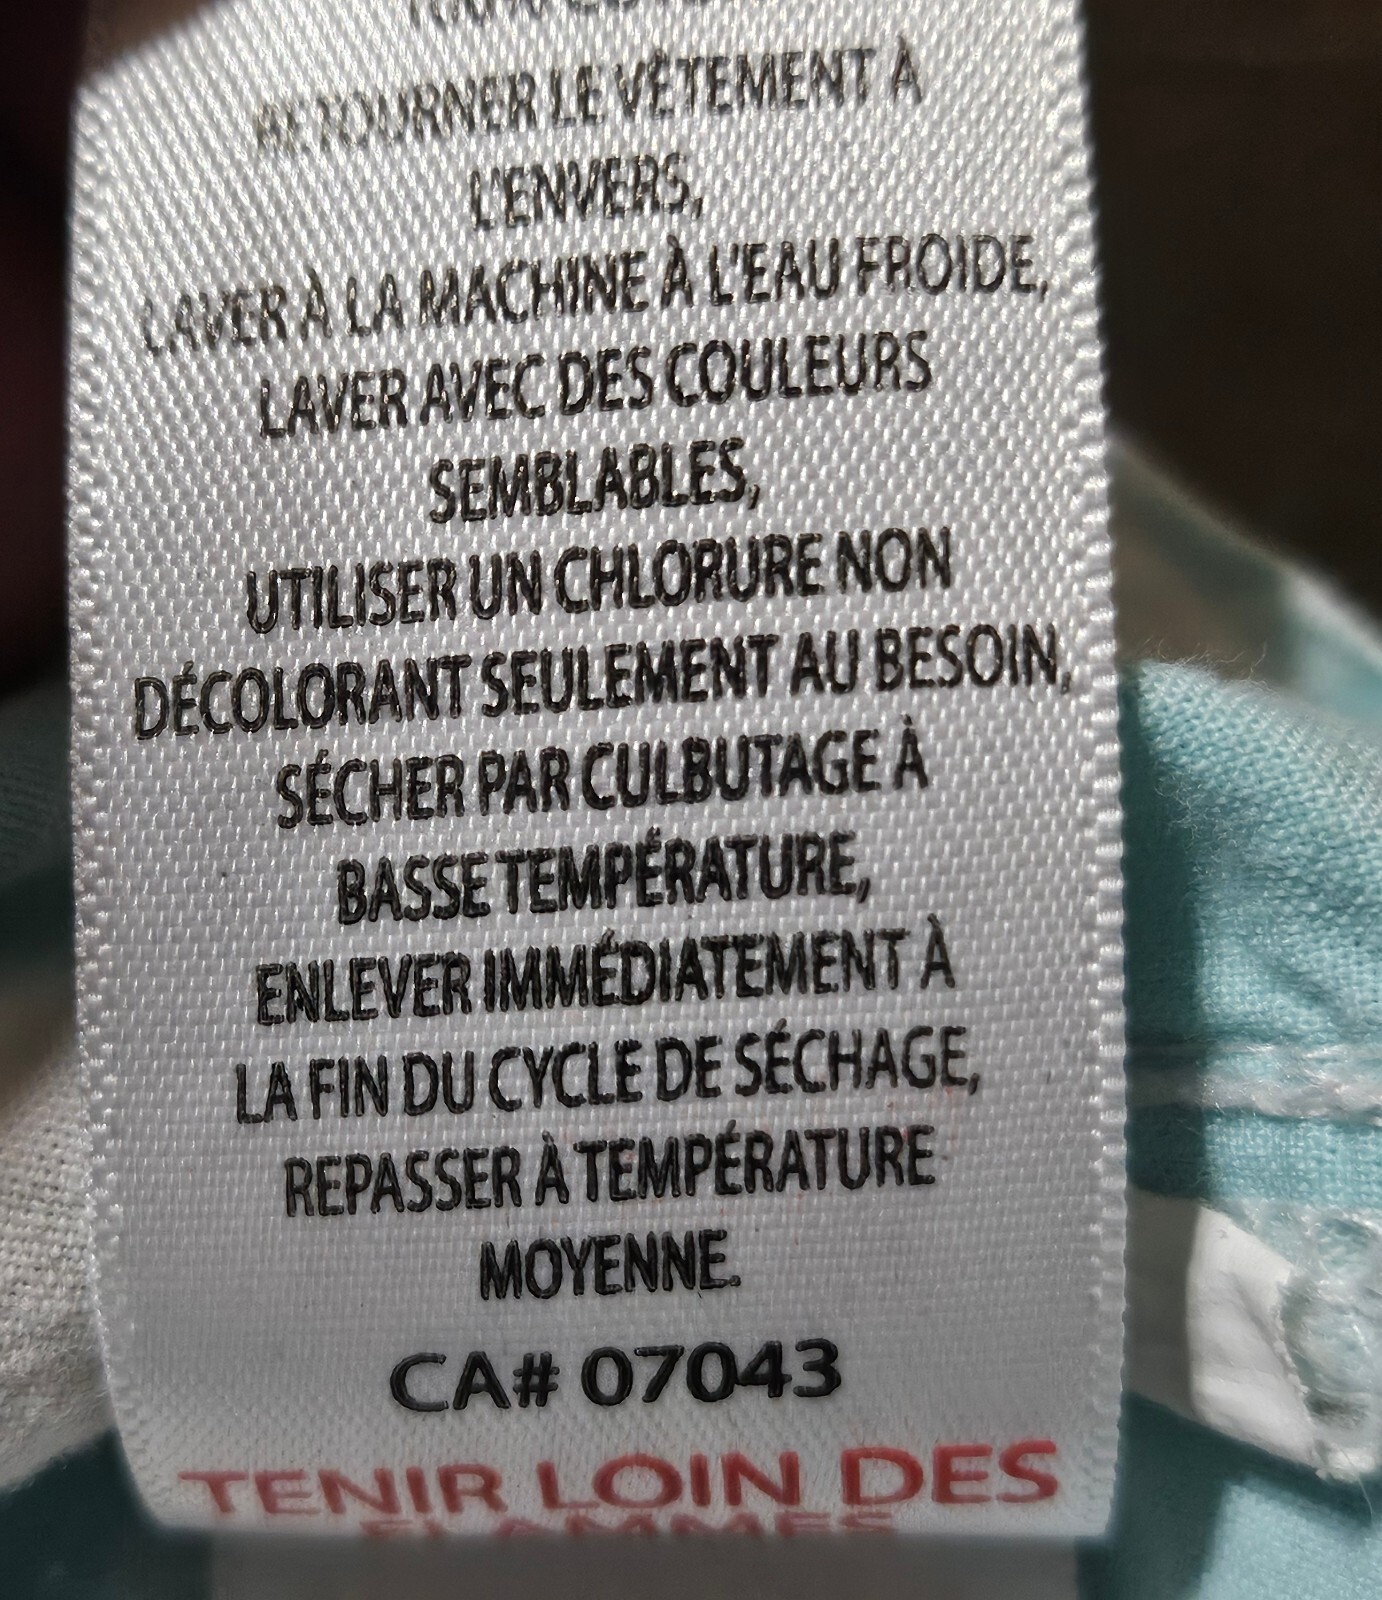 RETOURNER LE VÊTEMENT À
L'ENVERS,
LAVER À LA MACHINE À L'EAU FROIDE,
LAVER AVEC DES COULEURS
SEMBLABLES,
UTILISER UN CHLORURE NON
DÉCOLORANT SEULEMENT AU BESOIN,
SÉCHER PAR CULBUTAGE À
BASSE TEMPÉRATURE,
ENLEVER IMMÉDIATEMENT À
LA FIN DU CYCLE DE SÉCHAGE,
REPASSER À TEMPÉRATURE
MOYENNE.
CA# 07043
TENIR LOIN DES
FLAMMES